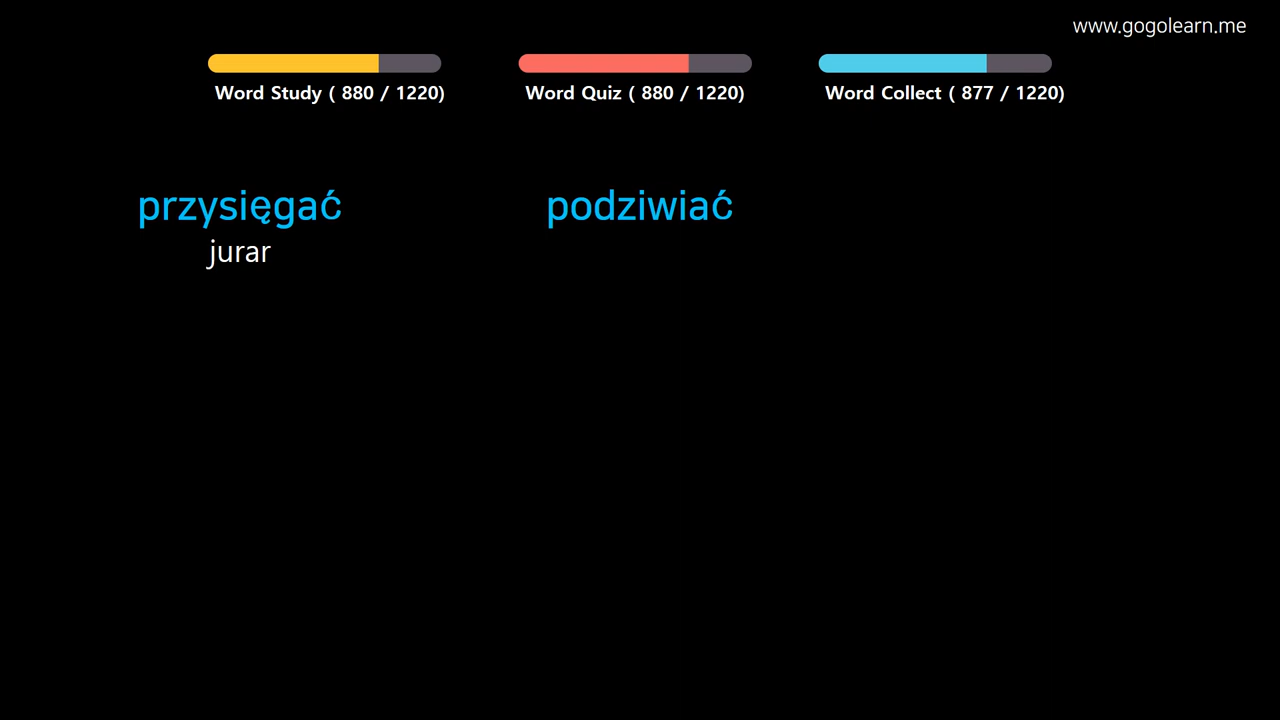 www.gogolearn.me
Word Study ( 880 / 1220)
Word Quiz ( 880 / 1220)
Word Collect ( 877 / 1220)
przysięgać
jurar
podziwiać